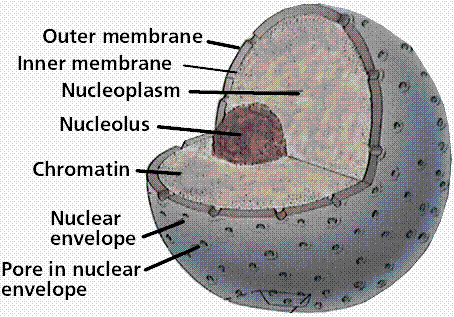 Outer membrane
Inner membrane
Nucleoplasm
Nucleolus
Chromatin
Nuclear
envelope
Pore in nuclear
envelope